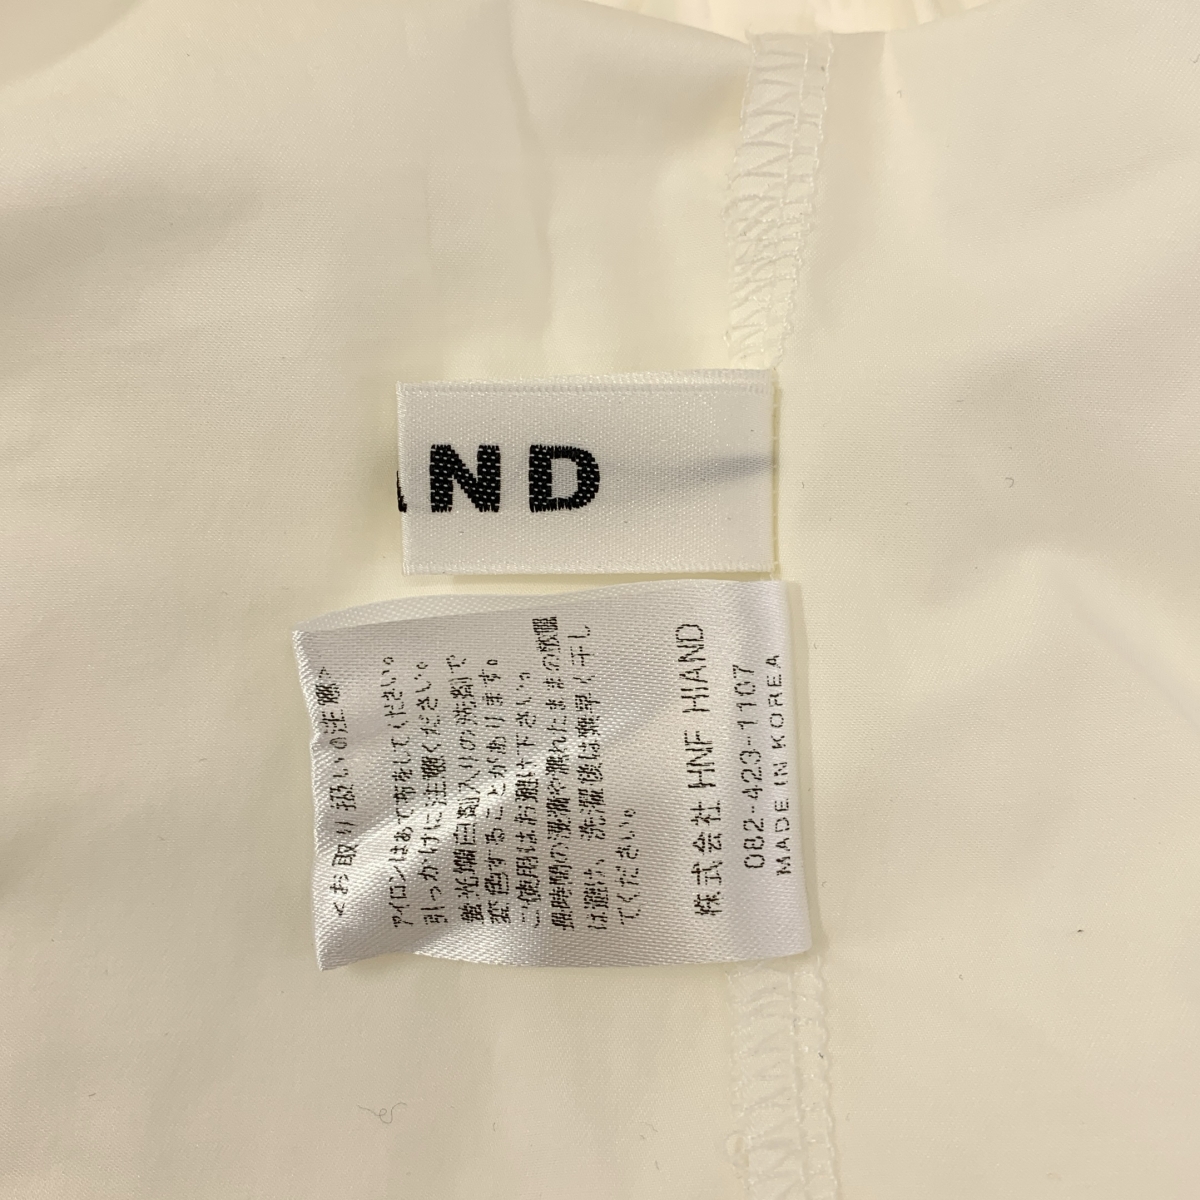 ND
<お取り扱いの注意>
アイロンはあて布をしてください。
引っかけに注意ください。
蛍光増白剤入りの洗剤で
変色することがあります。
ご使用はお避け下さい。
長時間の浸漬や濡れたままの放置
は避け、洗濯後は素早く干し
てください。
株式会社 HNF HIAND
082-423-1107
MADE IN KOREA